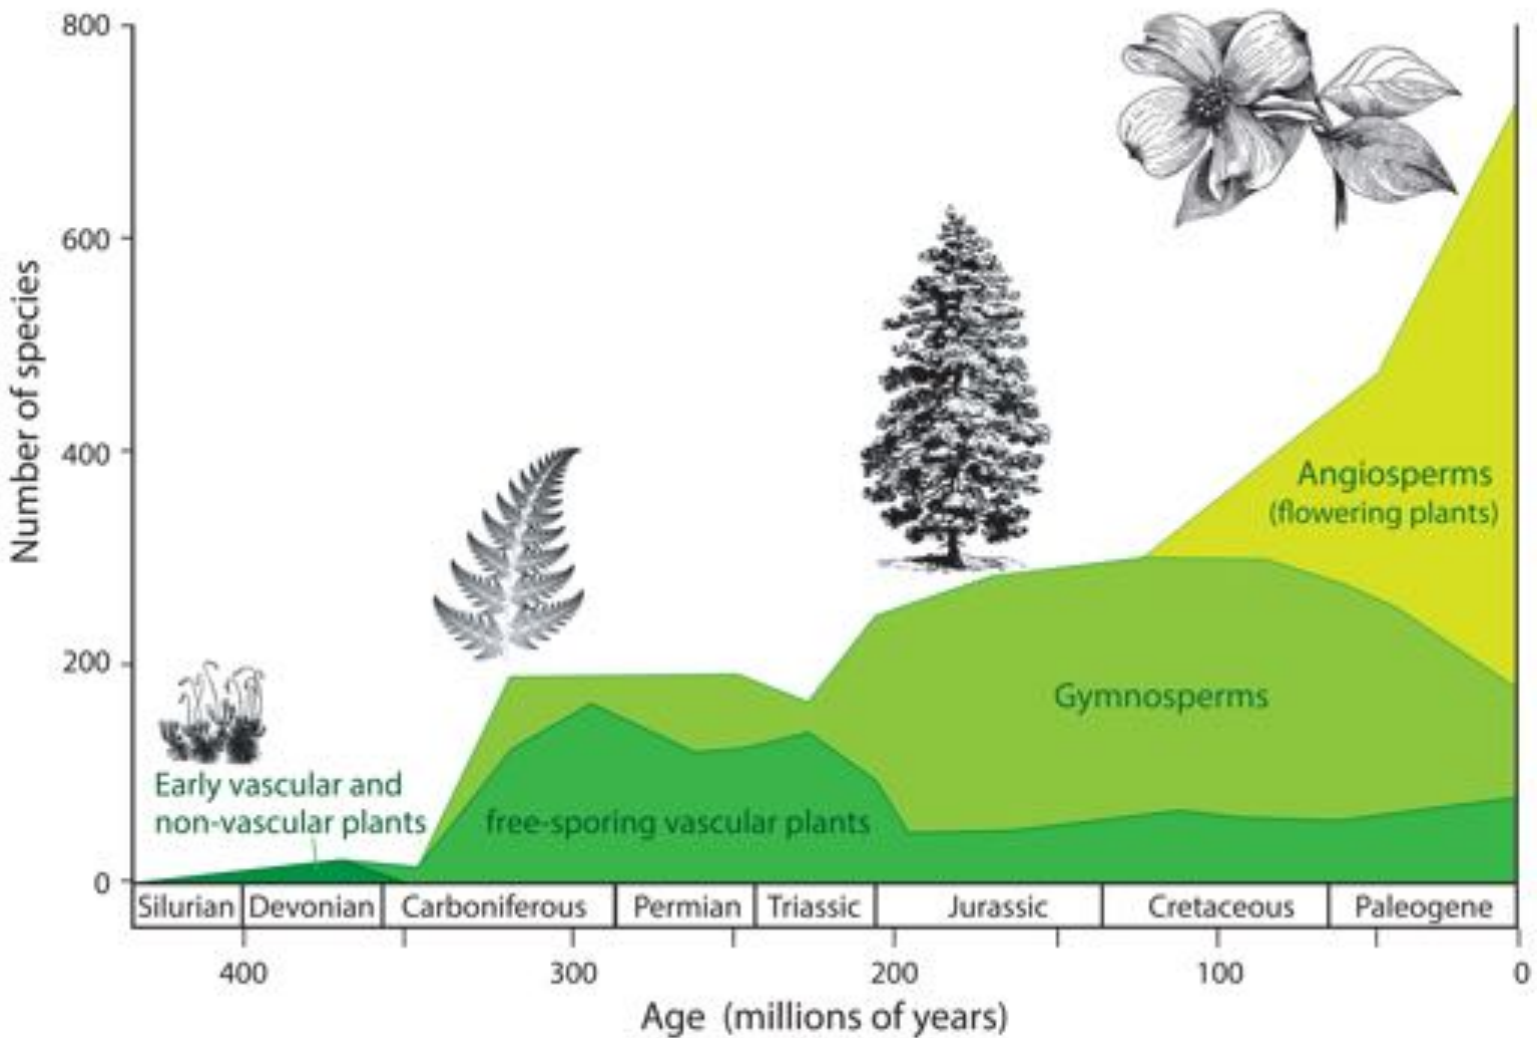 800
600
400
200
0
Number of species
Early vascular and
non-vascular plants
free-sporing vascular plants
Gymnosperms
Angiosperms
(flowering plants)
Silurian Devonian Carboniferous Permian Triassic Jurassic Cretaceous Paleogene
400 300 200 100 0
Age (millions of years)